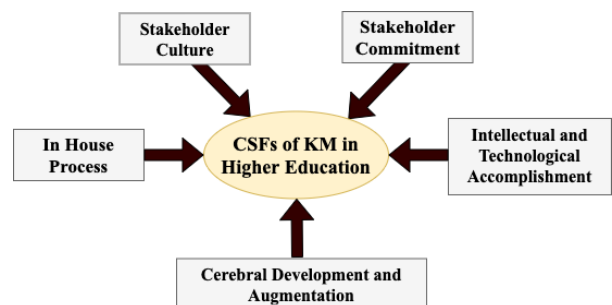 Stakeholder
Culture
Stakeholder
Commitment
In House
Process
CSFs of KM in
Higher Education
Intellectual and
Technological
Accomplishment
Cerebral Development and
Augmentation